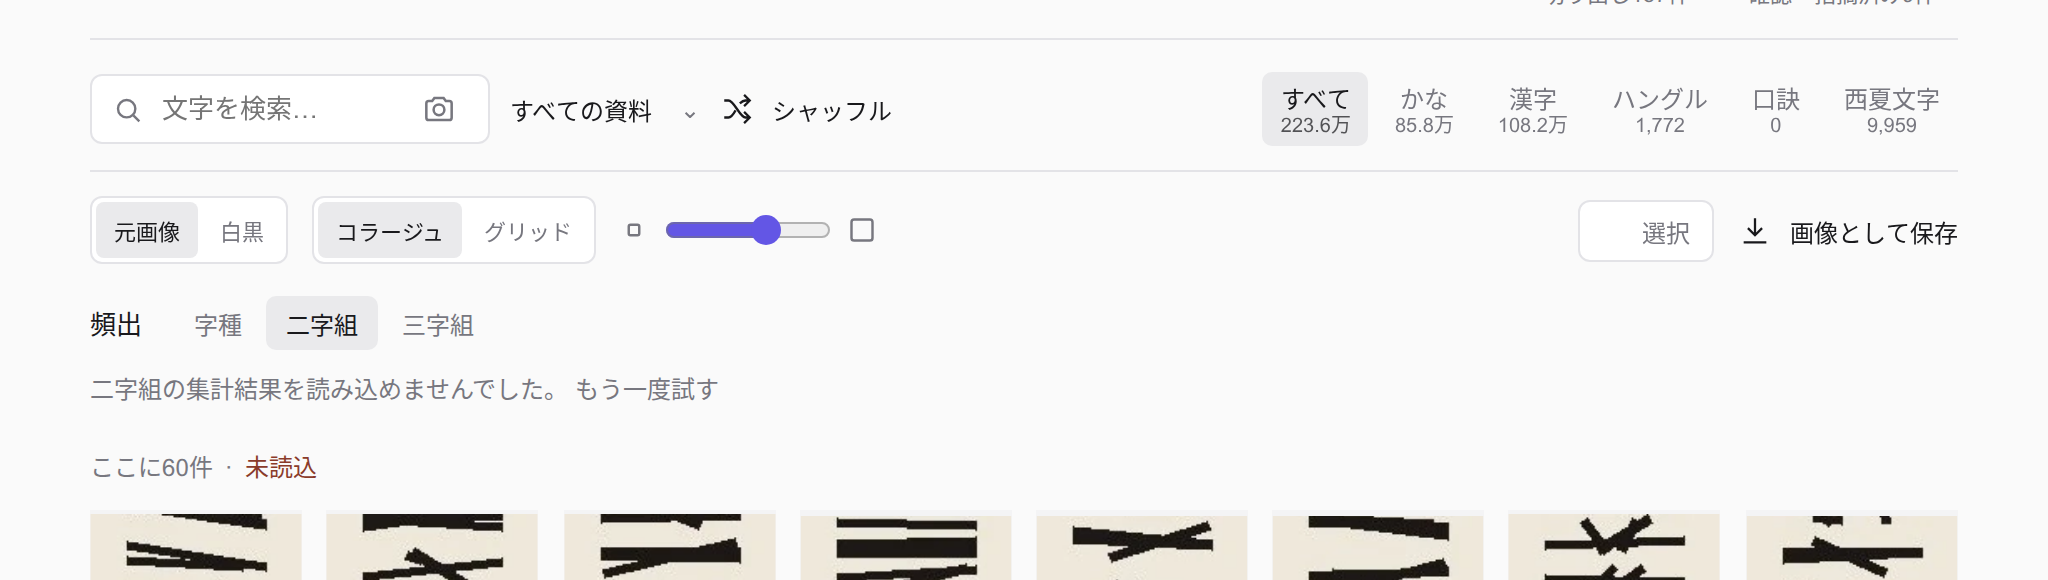 文字を検索…
すべての資料
シャッフル
すべて
223.6万
かな
85.8万
漢字
108.2万
ハングル
1,772
口訣
0
西夏文字
9,959
元画像
白黒
コラージュ
グリッド
選択
画像として保存
頻出
字種
二字組
三字組
二字組の集計結果を読み込めませんでした。 もう一度試す
ここに60件 · 未読込